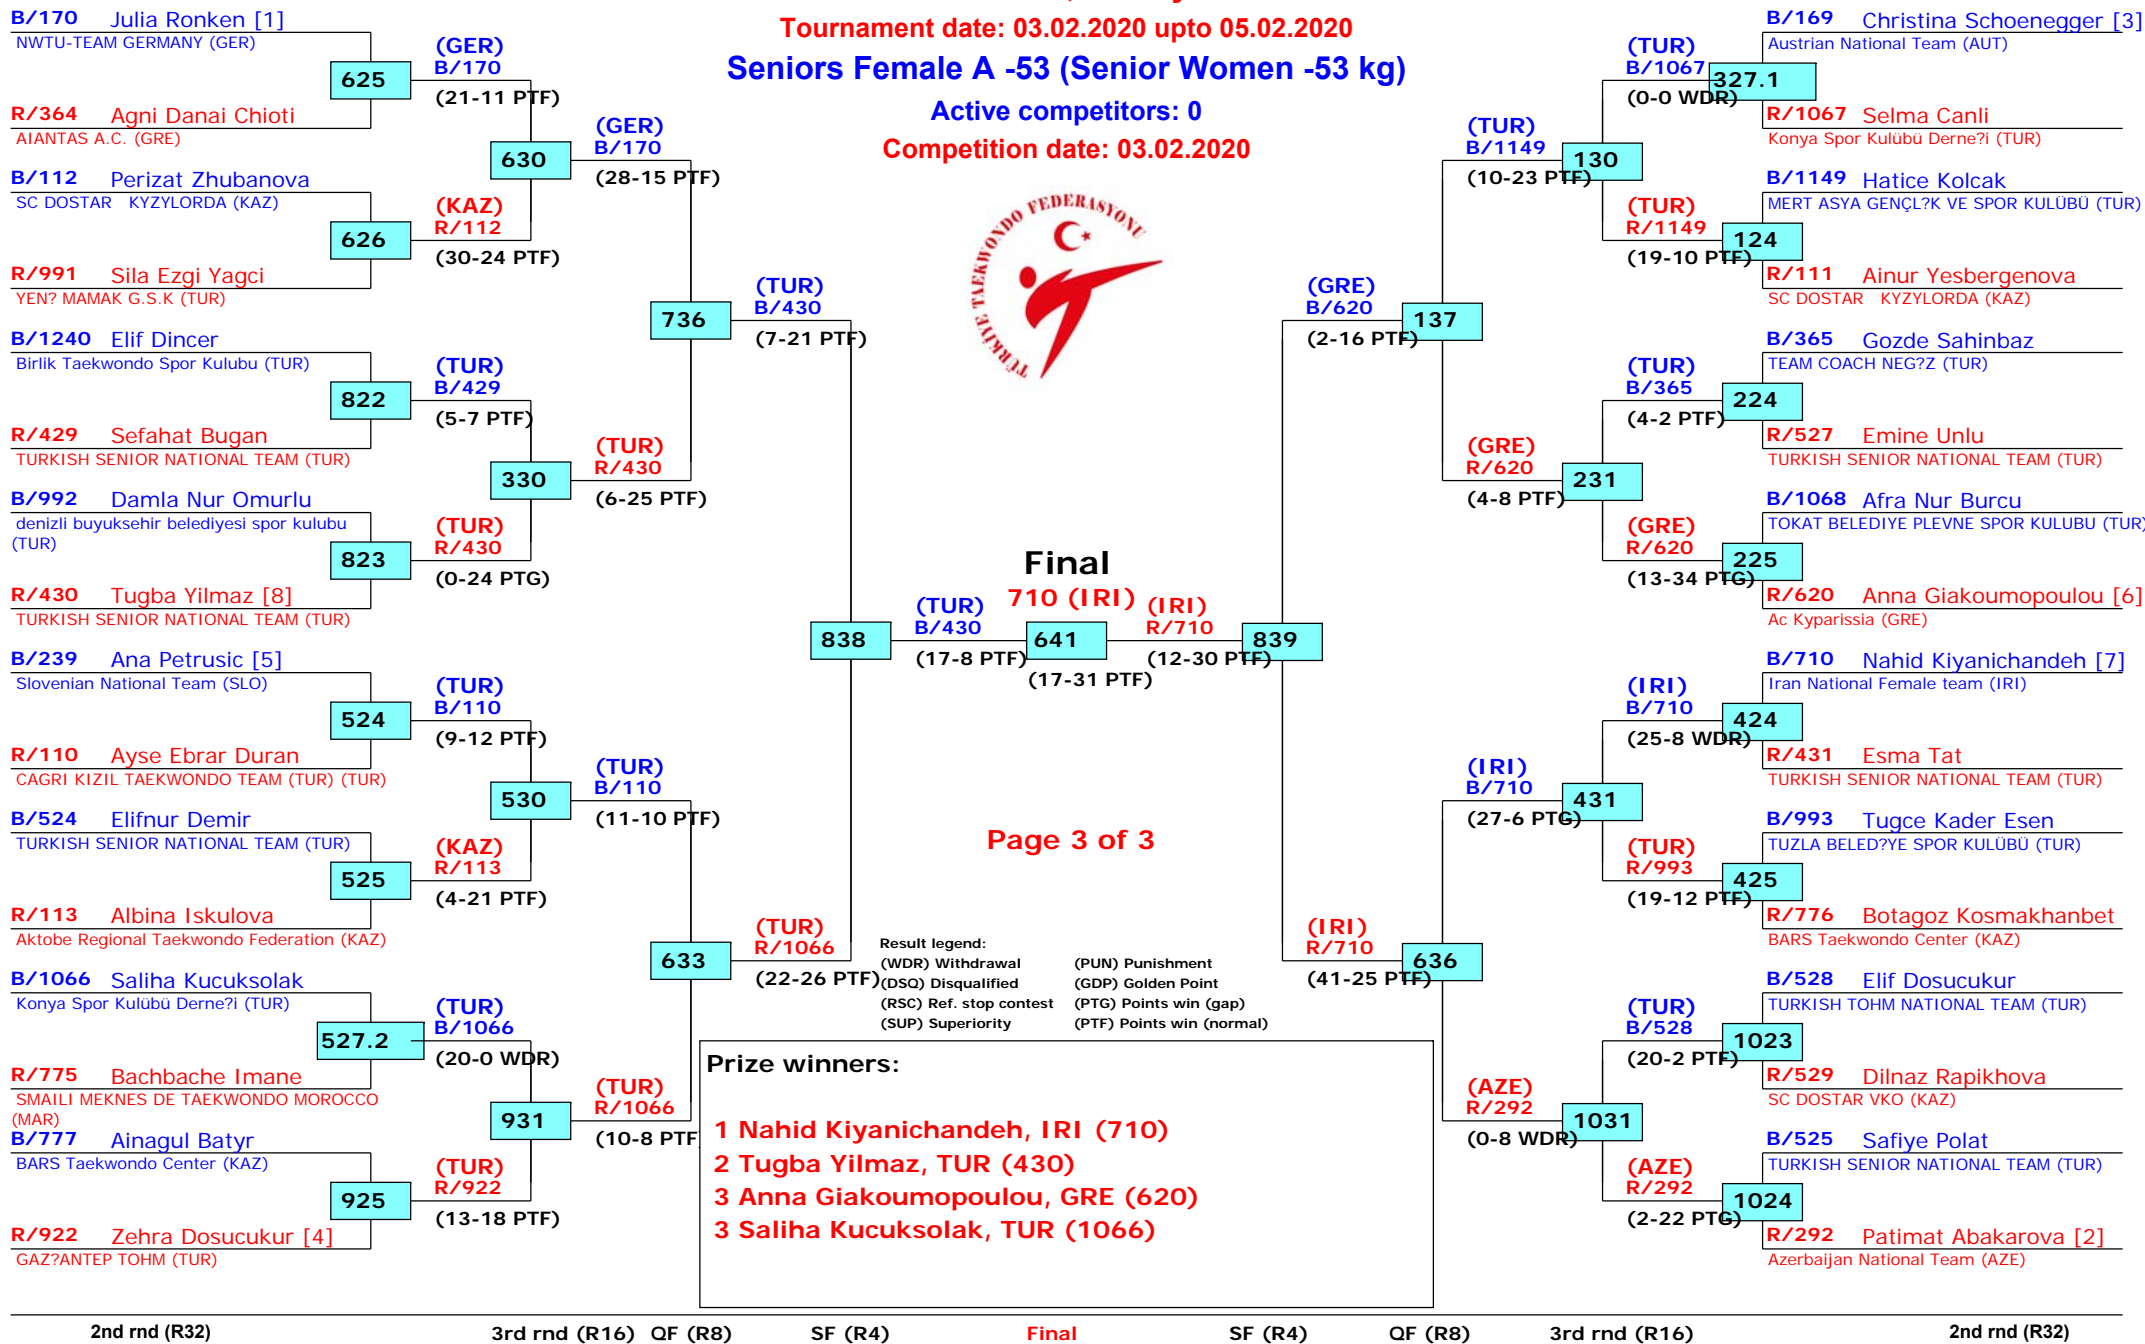 Tournament date: 03.02.2020 upto 05.02.2020
Seniors Female A -53 (Senior Women -53 kg)
Active competitors: 0
Competition date: 03.02.2020
TÜRKİYE TAEKWONDO FEDERASYONU
B/170 Julia Ronken [1]
NWTU-TEAM GERMANY (GER)
625
R/364 Agni Danai Chioti
AIANTAS A.C. (GRE)
B/112 Perizat Zhubanova
SC DOSTAR KYZYLORDA (KAZ)
626
R/991 Sila Ezgi Yagci
YEN? MAMAK G.S.K (TUR)
B/1240 Elif Dincer
Birlik Taekwondo Spor Kulubu (TUR)
822
R/429 Sefahat Bugan
TURKISH SENIOR NATIONAL TEAM (TUR)
B/992 Damla Nur Omurlu
denizli buyuksehir belediyesi spor kulubu
(TUR)
823
R/430 Tugba Yilmaz [8]
TURKISH SENIOR NATIONAL TEAM (TUR)
B/239 Ana Petrusic [5]
Slovenian National Team (SLO)
524
R/110 Ayse Ebrar Duran
CAGRI KIZIL TAEKWONDO TEAM (TUR) (TUR)
B/524 Elifnur Demir
TURKISH SENIOR NATIONAL TEAM (TUR)
525
R/113 Albina Iskulova
Aktobe Regional Taekwondo Federation (KAZ)
B/1066 Saliha Kucuksolak
Konya Spor Kulübü Derne?i (TUR)
527.2
R/775 Bachbache Imane
SMAILI MEKNES DE TAEKWONDO MOROCCO
(MAR)
B/777 Ainagul Batyr
BARS Taekwondo Center (KAZ)
925
R/922 Zehra Dosucukur [4]
GAZ?ANTEP TOHM (TUR)
(GER)
B/170
(21-11 PTF)
630
(KAZ)
R/112
(30-24 PTF)
(TUR)
B/429
(5-7 PTF)
330
(TUR)
R/430
(0-24 PTG)
(TUR)
B/110
(9-12 PTF)
530
(KAZ)
R/113
(4-21 PTF)
(TUR)
B/1066
(20-0 WDR)
931
(TUR)
R/922
(13-18 PTF)
(GER)
B/170
(28-15 PTF)
736
(TUR)
R/430
(6-25 PTF)
(TUR)
B/110
(11-10 PTF)
633
(TUR)
R/1066
(10-8 PTF
(TUR)
B/430
(7-21 PTF)
838
(TUR)
R/1066
(22-26 PTF)
(TUR)
B/430
(17-8 PTF)
Final
710 (IRI)
641
(17-31 PTF)
(IRI)
R/710
(12-30 PTF)
839
(GRE)
B/620
(2-16 PTF)
137
(IRI)
R/710
(41-25 PTF)
636
(TUR)
B/1149
(10-23 PTF)
130
(GRE)
R/620
(4-8 PTF)
231
(IRI)
B/710
(27-6 PTG)
431
(AZE)
R/292
(0-8 WDR)
1031
(TUR)
B/1067
(0-0 WDR)
327.1
(TUR)
R/1149
(19-10 PTF)
124
(TUR)
B/365
(4-2 PTF)
224
(GRE)
R/620
(13-34 PTG)
225
(IRI)
B/710
(25-8 WDR)
424
(TUR)
R/993
(19-12 PTF)
425
(TUR)
B/528
(20-2 PTF)
1023
(AZE)
R/292
(2-22 PTG)
1024
B/169 Christina Schoenegger [3]
Austrian National Team (AUT)
R/1067 Selma Canli
Konya Spor Kulübü Derne?i (TUR)
B/1149 Hatice Kolcak
MERT ASYA GENÇL?K VE SPOR KULÜBÜ (TUR)
R/111 Ainur Yesbergenova
SC DOSTAR KYZYLORDA (KAZ)
B/365 Gozde Sahinbaz
TEAM COACH NEG?Z (TUR)
R/527 Emine Unlu
TURKISH SENIOR NATIONAL TEAM (TUR)
B/1068 Afra Nur Burcu
TOKAT BELEDIYE PLEVNE SPOR KULUBU (TUR)
R/620 Anna Giakoumopoulou [6]
Ac Kyparissia (GRE)
B/710 Nahid Kiyanichandeh [7]
Iran National Female team (IRI)
R/431 Esma Tat
TURKISH SENIOR NATIONAL TEAM (TUR)
B/993 Tugce Kader Esen
TUZLA BELED?YE SPOR KULÜBÜ (TUR)
R/776 Botagoz Kosmakhanbet
BARS Taekwondo Center (KAZ)
B/528 Elif Dosucukur
TURKISH TOHM NATIONAL TEAM (TUR)
R/529 Dilnaz Rapikhova
SC DOSTAR VKO (KAZ)
B/525 Safiye Polat
TURKISH SENIOR NATIONAL TEAM (TUR)
R/292 Patimat Abakarova [2]
Azerbaijan National Team (AZE)
Page 3 of 3
Result legend:
(WDR) Withdrawal (PUN) Punishment
(DSQ) Disqualified (GDP) Golden Point
(RSC) Ref. stop contest (PTG) Points win (gap)
(SUP) Superiority (PTF) Points win (normal)
Prize winners:
1 Nahid Kiyanichandeh, IRI (710)
2 Tugba Yilmaz, TUR (430)
3 Anna Giakoumopoulou, GRE (620)
3 Saliha Kucuksolak, TUR (1066)
2nd rnd (R32) 3rd rnd (R16) QF (R8) SF (R4) Final SF (R4) QF (R8) 3rd rnd (R16) 2nd rnd (R32)